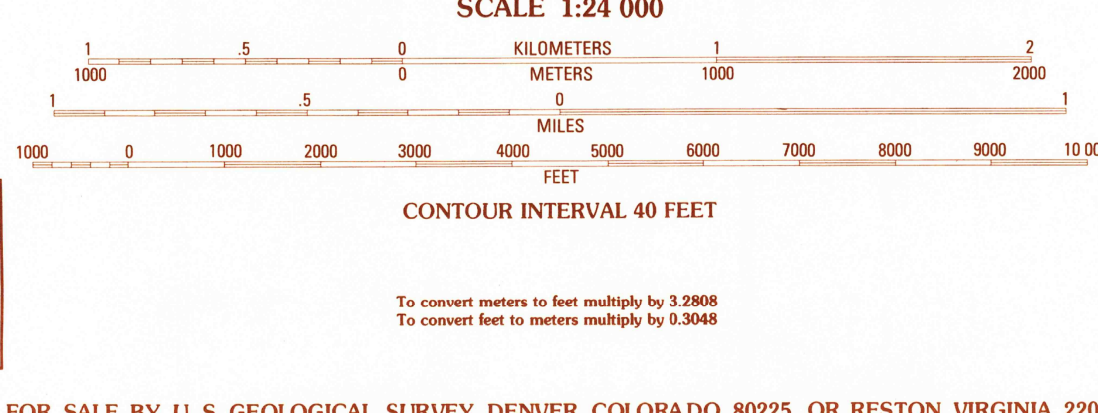 SCALE 1:24 000
1 .5 0 KILOMETERS 1 2
1000 0 METERS 1000 2000
1 .5 0 1
MILES
1000 0 1000 2000 3000 4000 5000 6000 7000 8000 9000 10 00
FEET
CONTOUR INTERVAL 40 FEET
To convert meters to feet multiply by 3.2808
To convert feet to meters multiply by 0.3048
FOR SALE BY U. S. GEOLOGICAL SURVEY, DENVER, COLORADO 80225, OR RESTON, VIRGINIA 220